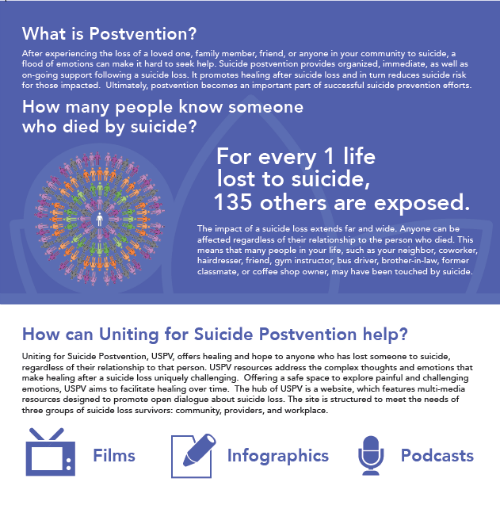 What is Postvention?
After experiencing the loss of a loved one, family member, friend, or anyone in your community to suicide, a
flood of emotions can make it hard to seek help. Suicide postvention provides organized, immediate, as well as
on-going support following a suicide loss. It promotes healing after suicide loss and in turn reduces suicide risk
for those impacted. Ultimately, postvention becomes an important part of successful suicide prevention efforts.
How many people know someone
who died by suicide?
For every 1 life
lost to suicide,
135 others are exposed.
The impact of a suicide loss extends far and wide. Anyone can be
affected regardless of their relationship to the person who died. This
means that many people in your life, such as your neighbor, coworker,
hairdresser, friend, gym instructor, bus driver, brother-in-law, former
classmate, or coffee shop owner, may have been touched by suicide.
How can Uniting for Suicide Postvention help?
Uniting for Suicide Postvention, USPV, offers healing and hope to anyone who has lost someone to suicide,
regardless of their relationship to that person. USPV resources address the complex thoughts and emotions that
make healing after a suicide loss uniquely challenging. Offering a safe space to explore painful and challenging
emotions, USPV aims to facilitate healing over time. The hub of USPV is a website, which features multi-media
resources designed to promote open dialogue about suicide loss. The site is structured to meet the needs of
three groups of suicide loss survivors: community, providers, and workplace.
Films
Infographics
Podcasts